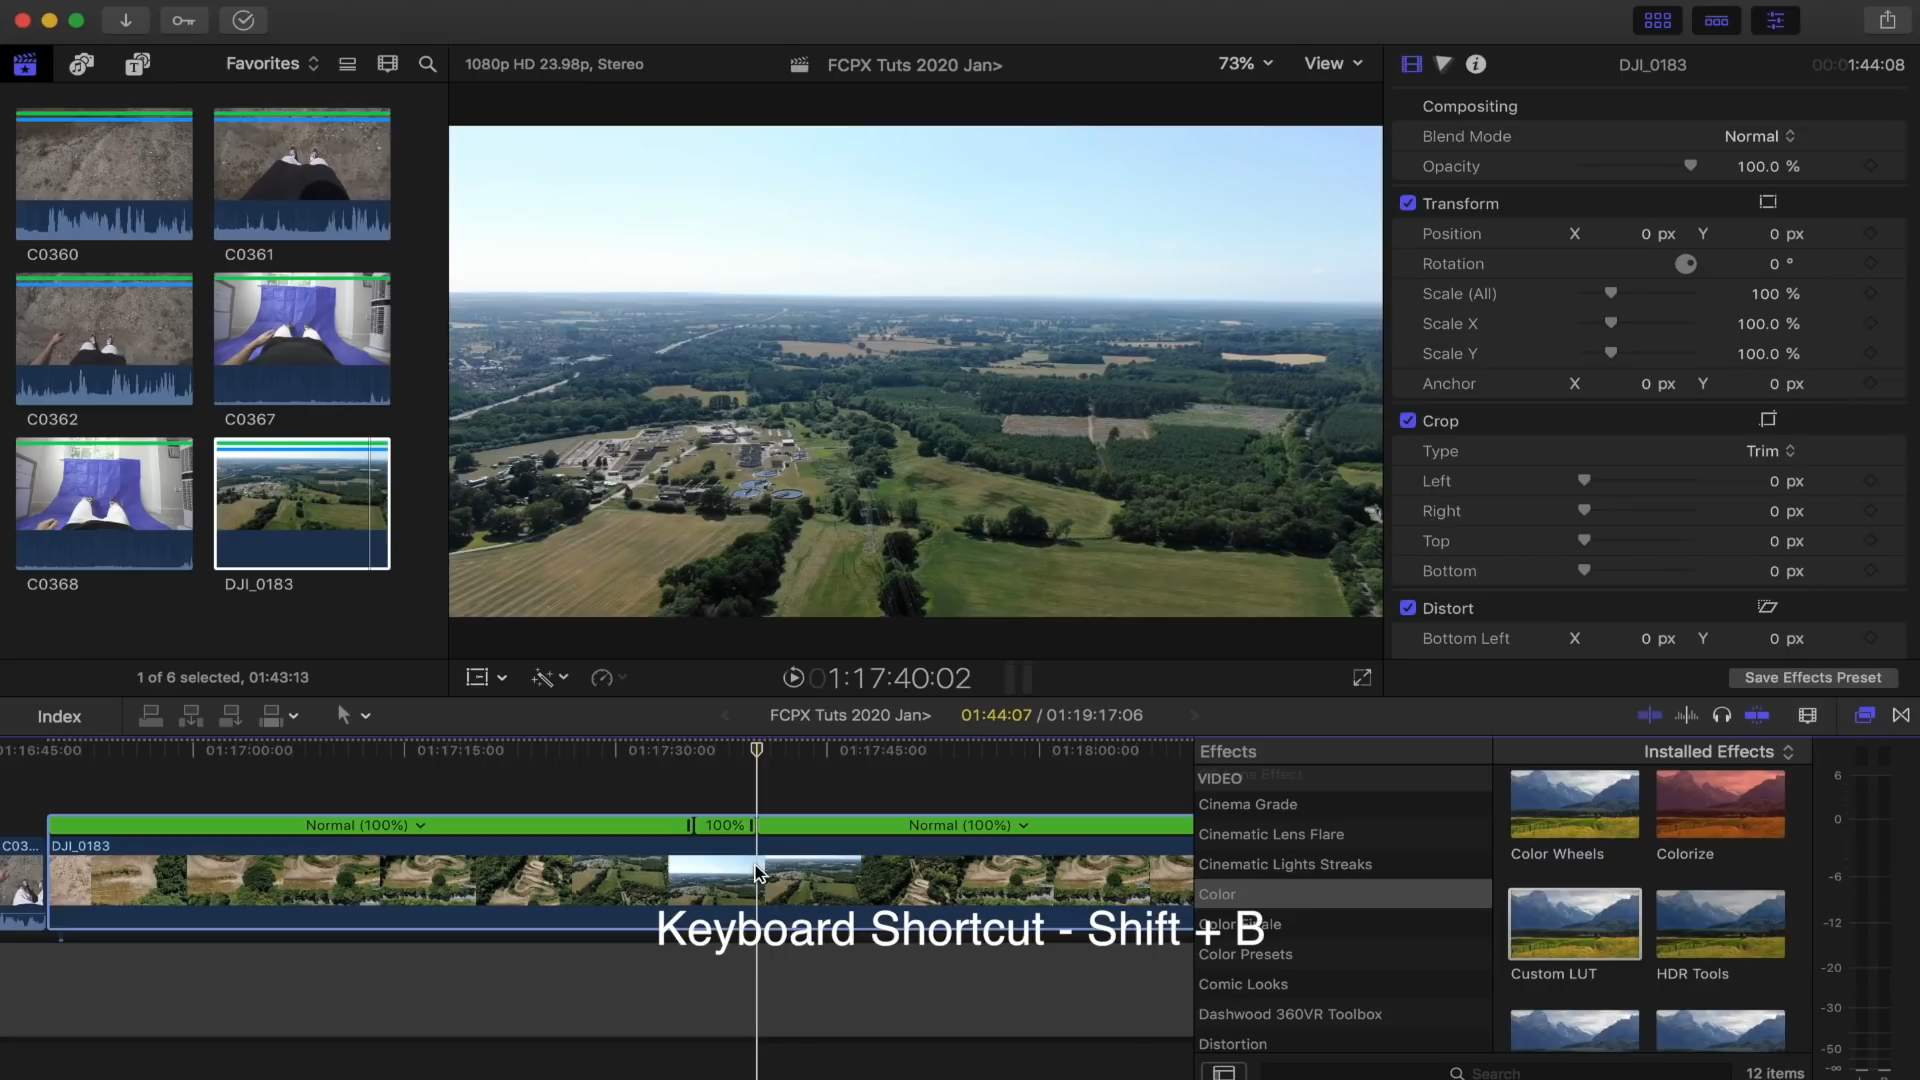 Favorites
1080p HD 23.98p, Stereo
FCPX Tuts 2020 Jan>
73%
View
DJI_0183
00:01:44:08
C0360
C0361
C0362
C0367
C0368
DJI_0183
1 of 6 selected, 01:43:13
01:17:40:02
Compositing
Blend Mode Normal
Opacity 100.0 %
Transform
Position X 0 px Y 0 px
Rotation 0 °
Scale (All) 100 %
Scale X 100.0 %
Scale Y 100.0 %
Anchor X 0 px Y 0 px
Crop
Type Trim
Left 0 px
Right 0 px
Top 0 px
Bottom 0 px
Distort
Bottom Left X 0 px Y 0 px
Save Effects Preset
Index
FCPX Tuts 2020 Jan>
01:44:07 / 01:19:17:06
01:16:45:00
01:17:00:00
01:17:15:00
01:17:30:00
01:17:45:00
01:18:00:00
Normal (100%)
100%
Normal (100%)
C03...
DJI_0183
Keyboard Shortcut - Shift + B
Effects
Installed Effects
VIDEO
Cinema Grade
Cinematic Lens Flare
Cinematic Lights Streaks
Color
Color Finale
Color Presets
Comic Looks
Dashwood 360VR Toolbox
Distortion
Color Wheels
Colorize
Custom LUT
HDR Tools
Search
12 items
6
0
-6
-12
-20
-30
-50
-∞